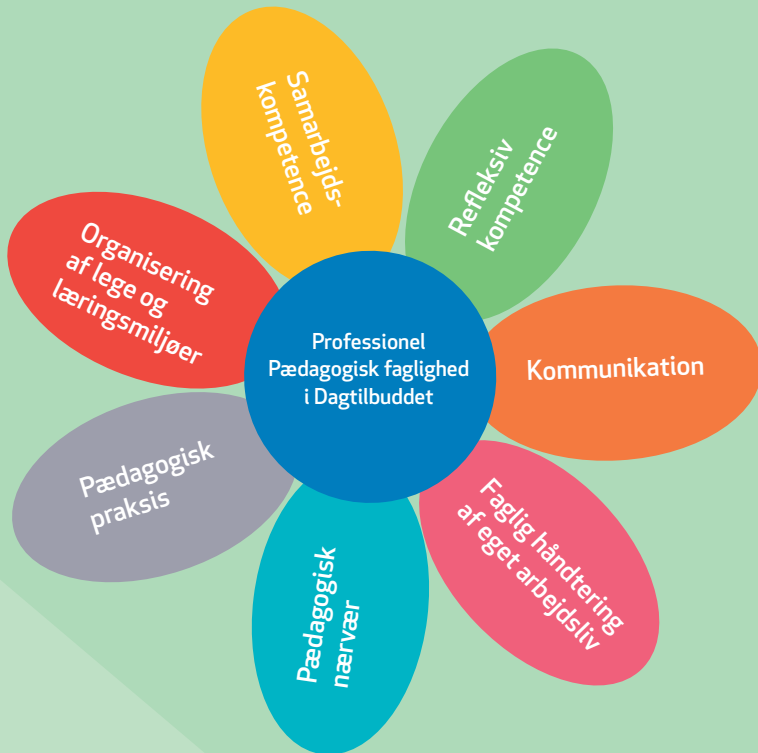 Samarbejds-
kompetence
Refleksiv
kompetence
Organisering
af lege og
læringsmiljøer
Professionel
Pædagogisk faglighed
i Dagtilbuddet
Kommunikation
Pædagogisk
praksis
Faglig håndtering
af eget arbejdsliv
Pædagogisk
nærvær